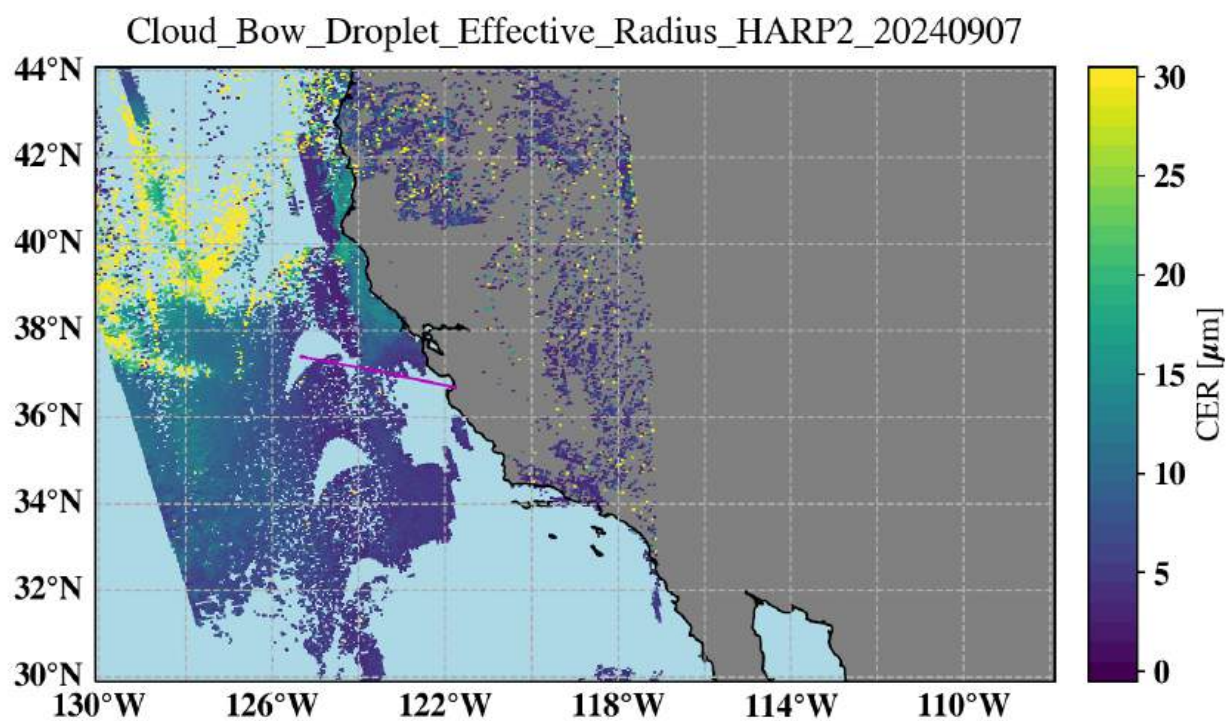 Cloud_Bow_Droplet_Effective_Radius_HARP2_20240907
44°N
42°N
40°N
38°N
36°N
34°N
32°N
30°N
130°W 126°W 122°W 118°W 114°W 110°W
30
25
20
15
10
5
0
CER [μm]